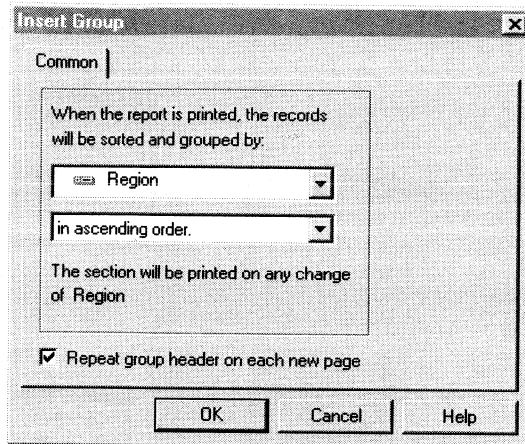 Insert Group
Common
When the report is printed, the records
will be sorted and grouped by:
Region
in ascending order.
The section will be printed on any change
of Region
Repeat group header on each new page
OK
Cancel
Help